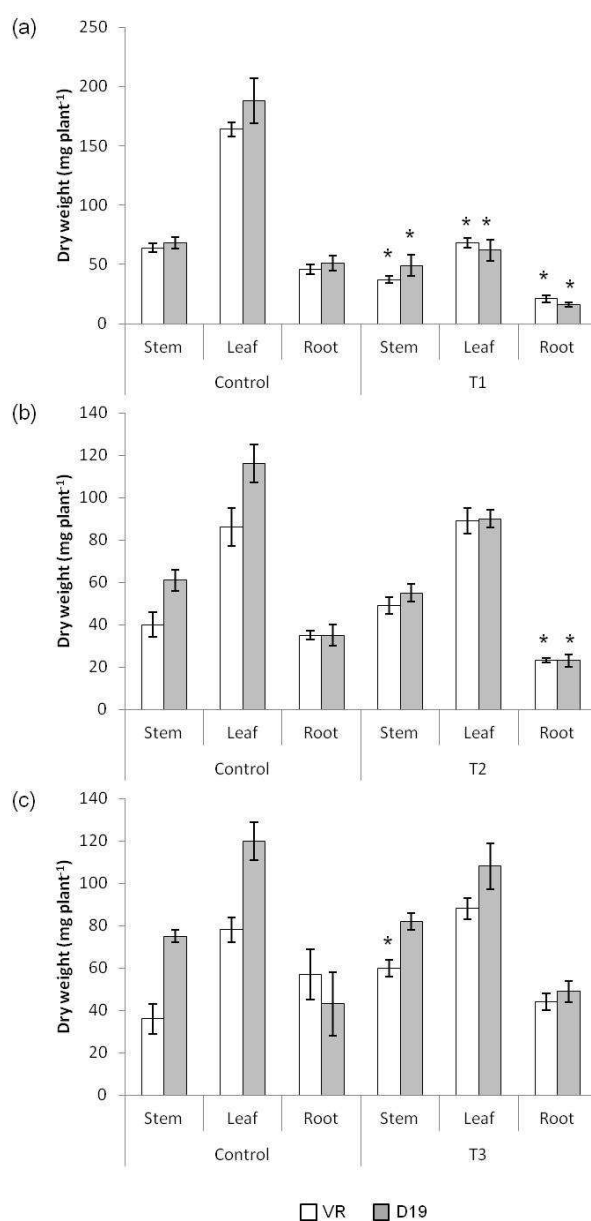 (a)
Dry weight (mg plant-1)
250
200
150
100
50
0
* * * * * *
Stem Leaf Root Stem Leaf Root
Control T1
(b)
Dry weight (mg plant-1)
140
120
100
80
60
40
20
0
* *
Stem Leaf Root Stem Leaf Root
Control T2
(c)
Dry weight (mg plant-1)
140
120
100
80
60
40
20
0
*
Stem Leaf Root Stem Leaf Root
Control T3
VR D19